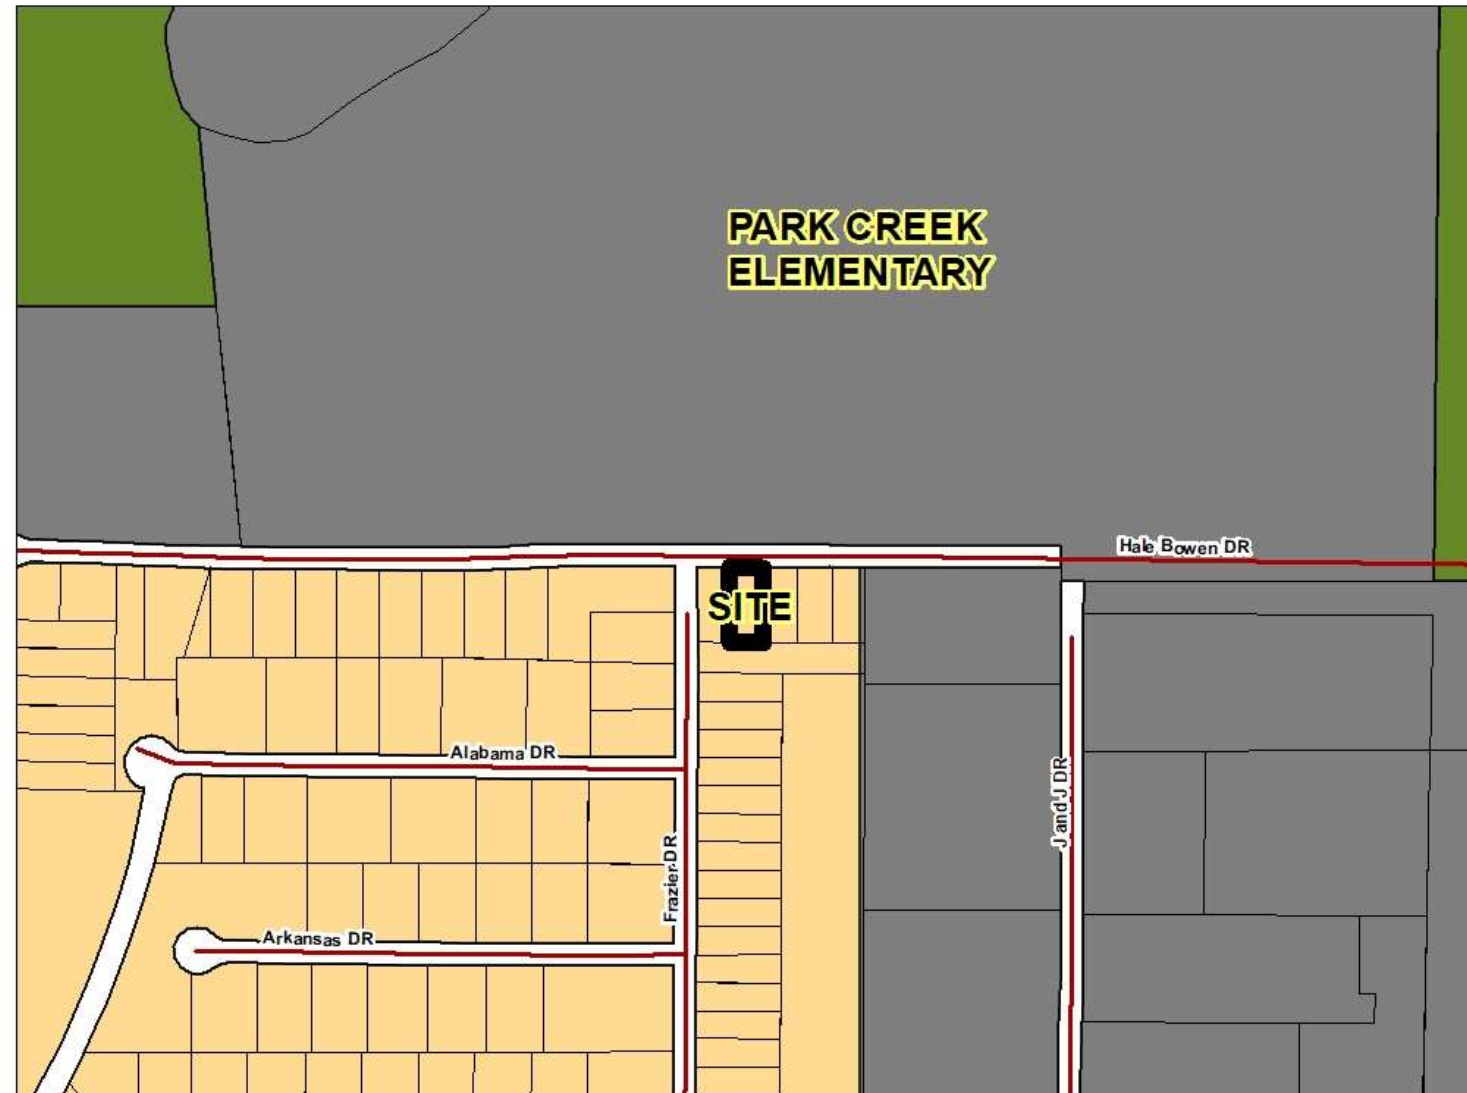 PARK CREEK
ELEMENTARY
Hale Bowen DR
SITE
Alabama DR
J and J DR
Frazier DR
Arkansas DR